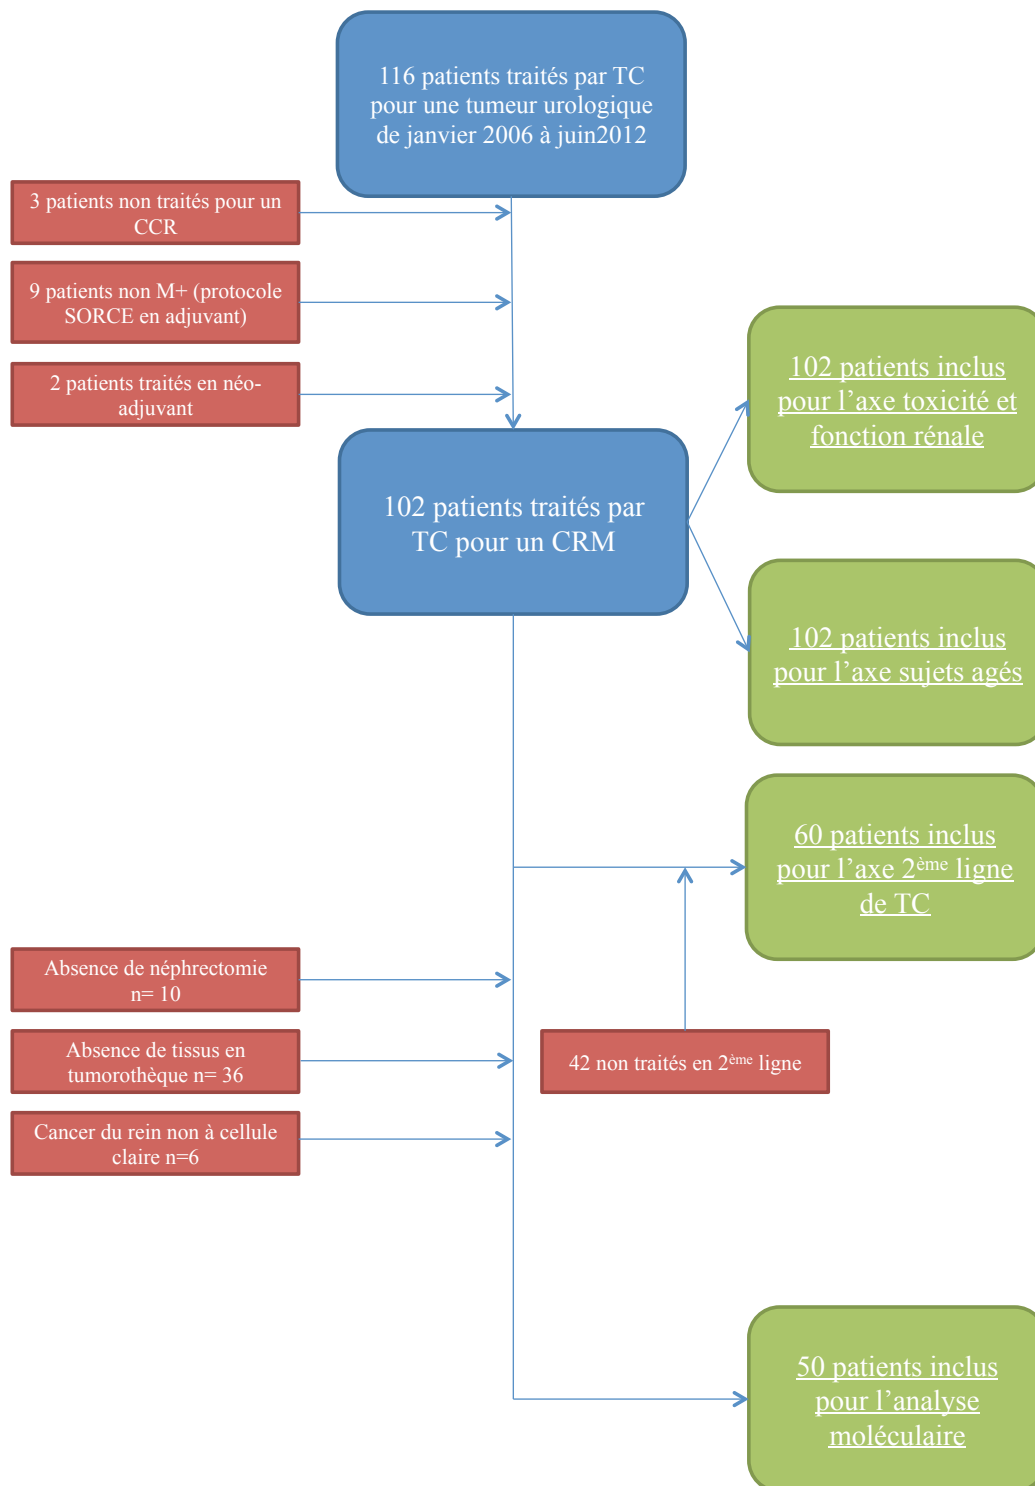 116 patients traités par TC
pour une tumeur urologique
de janvier 2006 à juin2012
3 patients non traités pour un
CCR
9 patients non M+ (protocole
SORCE en adjuvant)
2 patients traités en néo-
adjuvant
102 patients traités par
TC pour un CRM
102 patients inclus
pour l’axe toxicité et
fonction rénale
102 patients inclus
pour l’axe sujets agés
60 patients inclus
pour l’axe 2ème ligne
de TC
Absence de néphrectomie
n= 10
Absence de tissus en
tumorothèque n= 36
42 non traités en 2ème ligne
Cancer du rein non à cellule
claire n=6
50 patients inclus
pour l’analyse
moléculaire